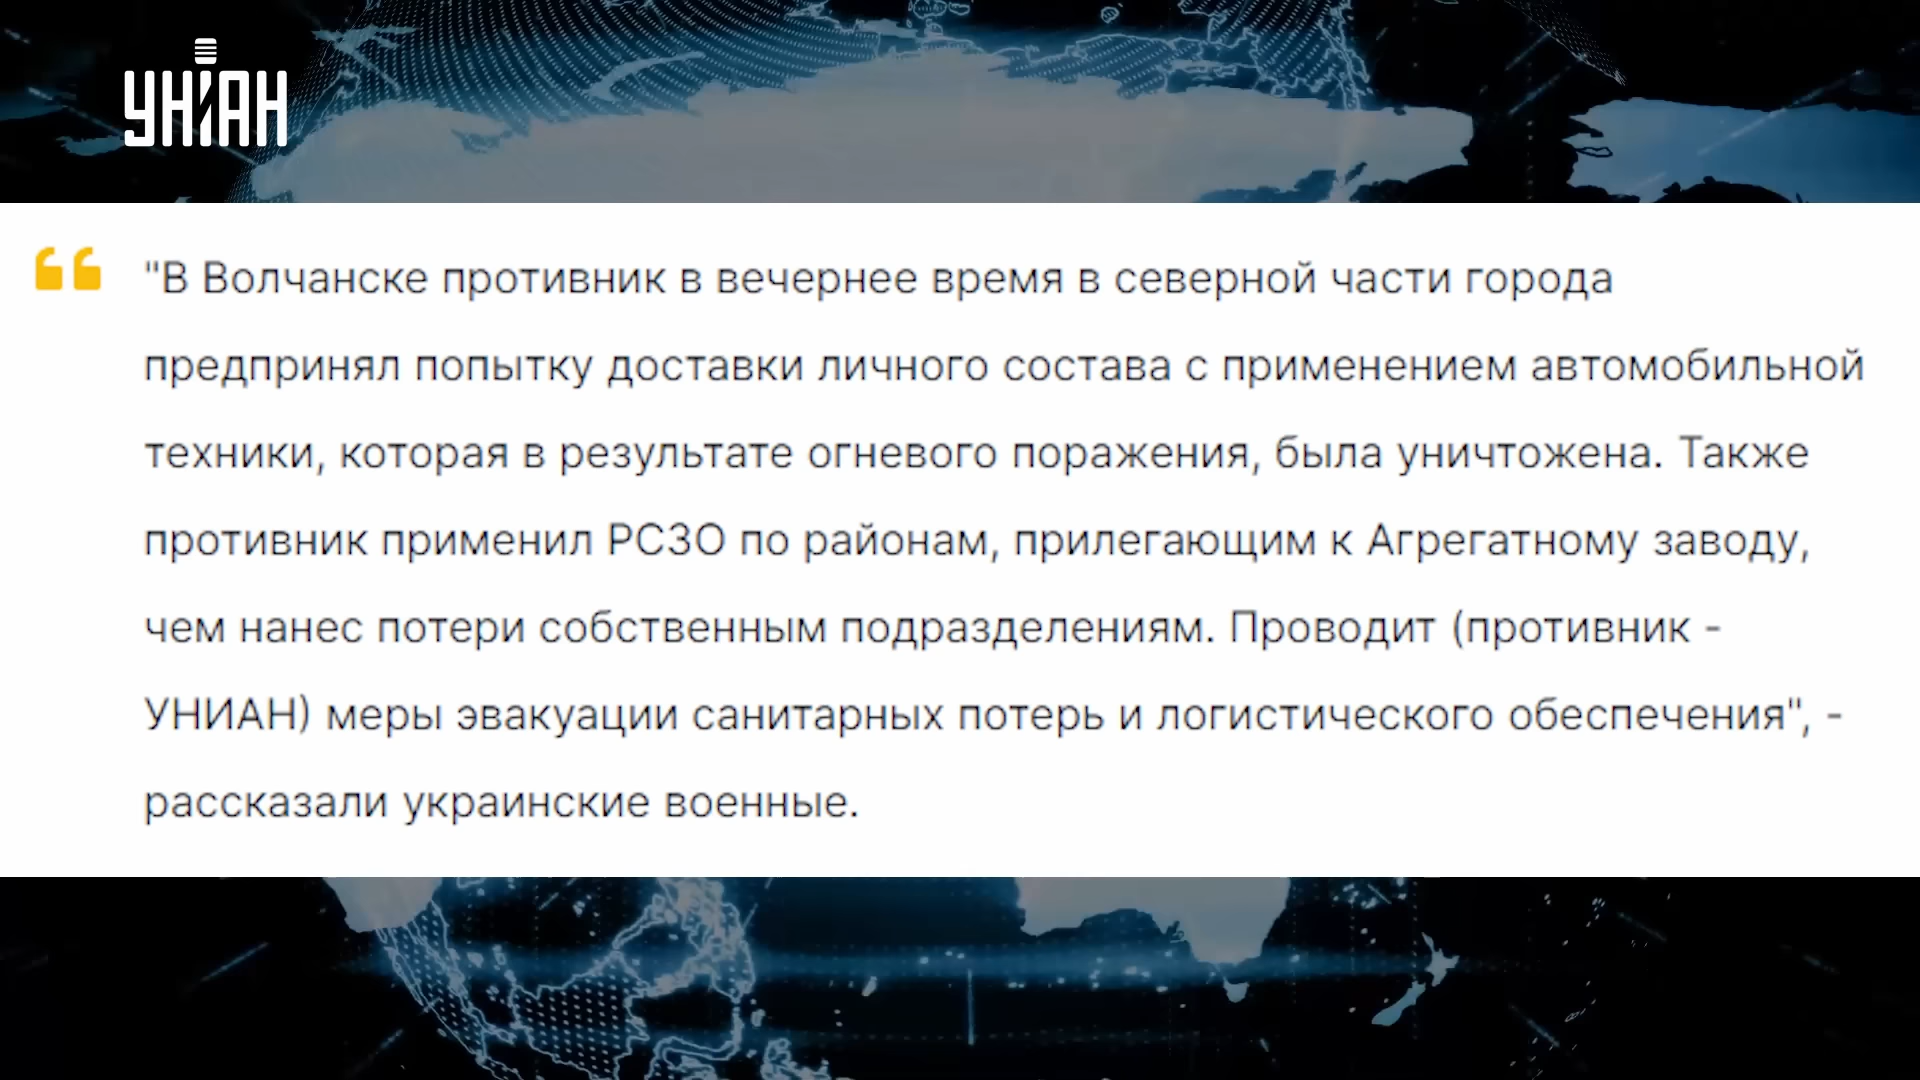 УНІАН
"В Волчанске противник в вечернее время в северной части города
предпринял попытку доставки личного состава с применением автомобильной
техники, которая в результате огневого поражения, была уничтожена. Также
противник применил РСЗО по районам, прилегающим к Агрегатному заводу,
чем нанес потери собственным подразделениям. Проводит (противник -
УНИАН) меры эвакуации санитарных потерь и логистического обеспечения", -
рассказали украинские военные.